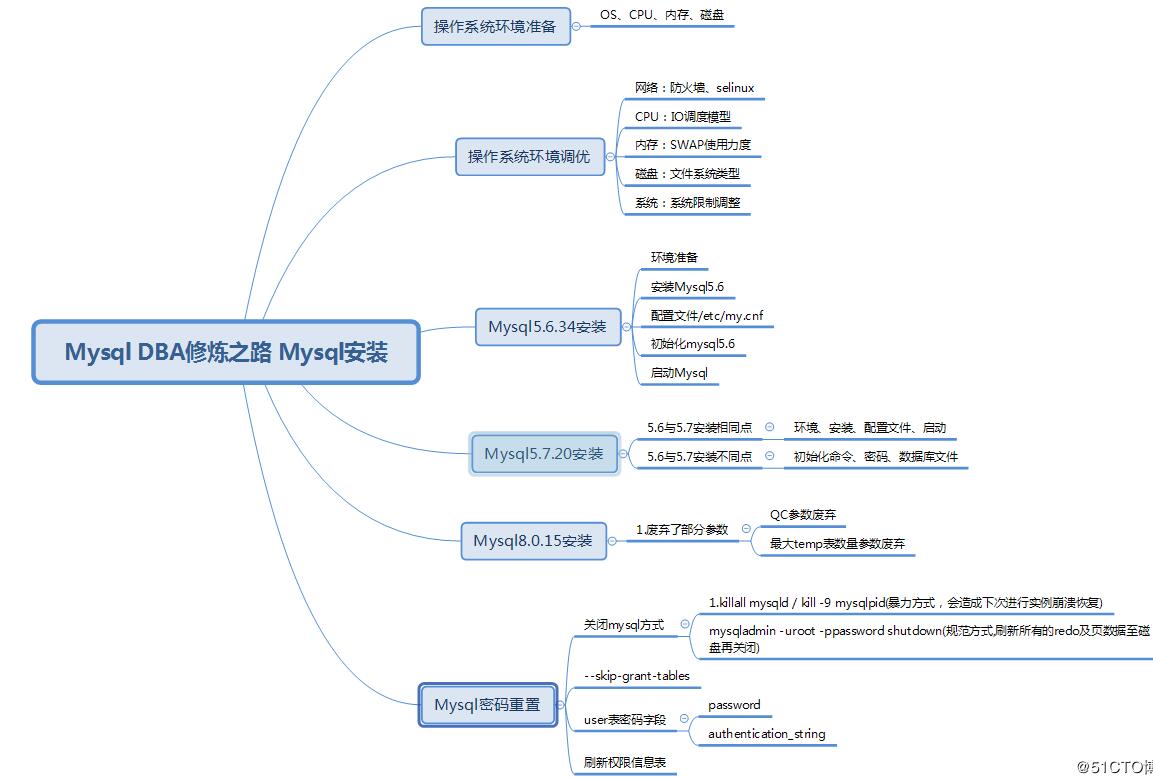 操作系统环境准备
OS、CPU、内存、磁盘
操作系统环境调优
网络：防火墙、selinux
CPU：IO调度模型
内存：SWAP使用力度
磁盘：文件系统类型
系统：系统限制调整
Mysql DBA修炼之路 Mysql安装
Mysql5.6.34安装
环境准备
安装Mysql5.6
配置文件/etc/my.cnf
初始化mysql5.6
启动Mysql
Mysql5.7.20安装
5.6与5.7安装相同点
环境、安装、配置文件、启动
5.6与5.7安装不同点
初始化命令、密码、数据库文件
Mysql8.0.15安装
1.废弃了部分参数
QC参数废弃
最大temp表数量参数废弃
Mysql密码重置
关闭mysql方式
1.killall mysqld / kill -9 mysqlpid(暴力方式，会造成下次进行实例崩溃恢复)
mysqladmin -uroot -ppassword shutdown(规范方式,刷新所有的redo及页数据至磁
盘再关闭)
--skip-grant-tables
user表密码字段
password
authentication_string
刷新权限信息表
@51CTO博